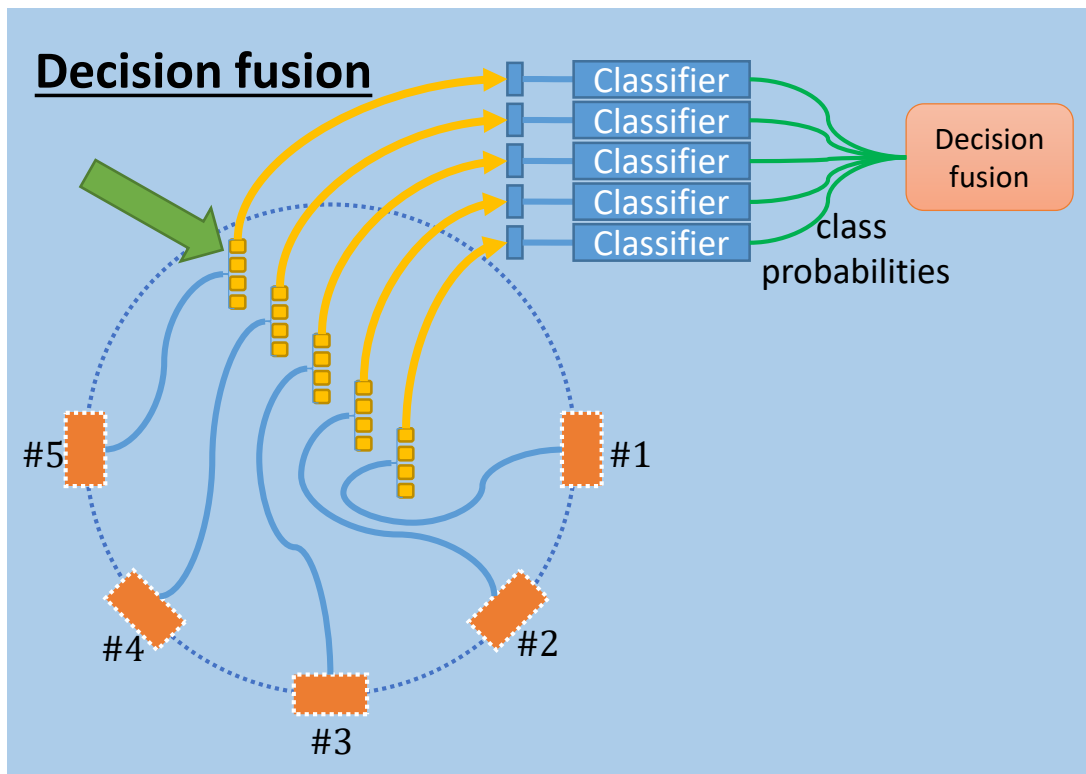 Decision fusion
Classifier
Classifier
Classifier
Classifier
Classifier
Decision
fusion
class
probabilities
#5
#1
#4
#2
#3